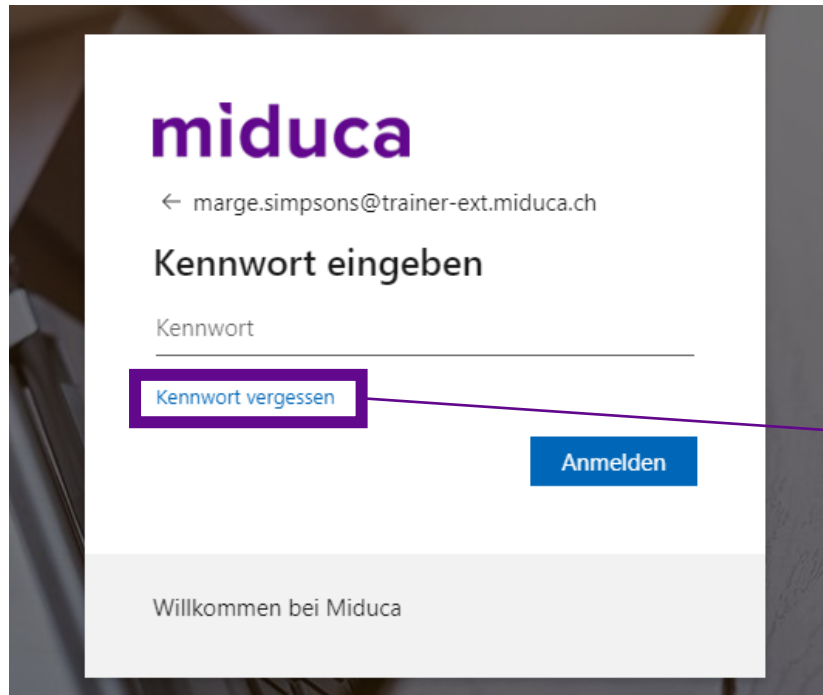 miduca
← marge.simpsons@trainer-ext.miduca.ch
Kennwort eingeben
Kennwort
Kennwort vergessen
Anmelden
Willkommen bei Miduca